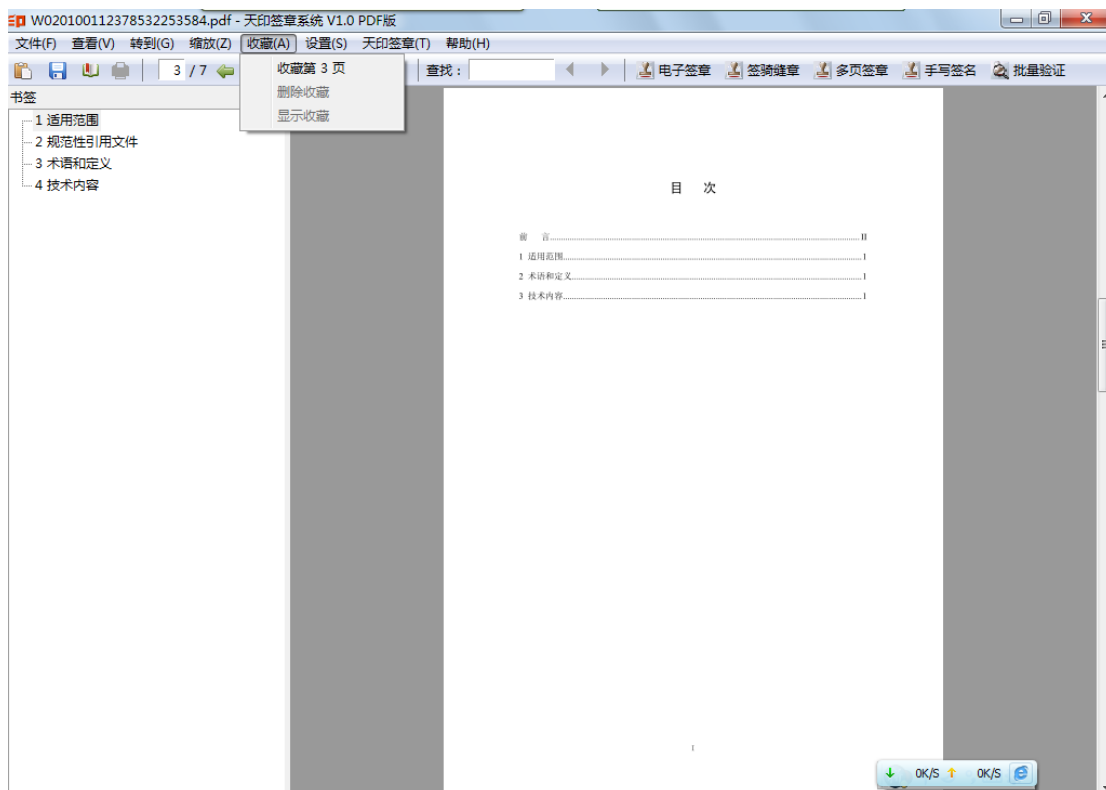 W020100112378532253584.pdf - 天印签章系统 V1.0 PDF版
文件(F) 查看(V) 转到(G) 缩放(Z) 收藏(A) 设置(S) 天印签章(T) 帮助(H)
3 / 7 查找： 电子签章 签骑缝章 多页签章 手写签名 批量验证
收藏第 3 页
删除收藏
显示收藏
书签
1 适用范围
2 规范性引用文件
3 术语和定义
4 技术内容
目 次
前 言 II
1 适用范围 1
2 术语和定义 1
3 技术内容 1
I
0K/S 0K/S